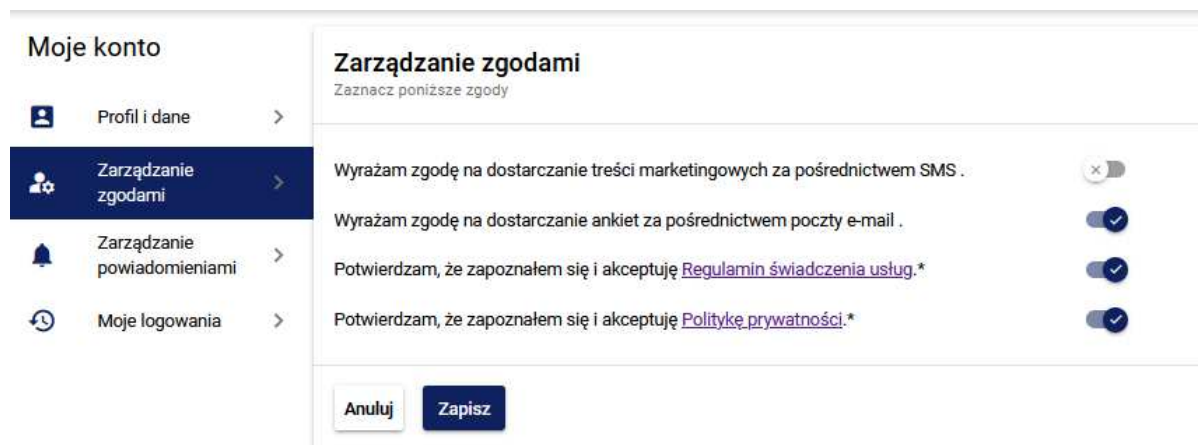 Moje konto
Profil i dane
Zarządzanie
zgodami
Zarządzanie
powiadomieniami
Moje logowania
Zarządzanie zgodami
Zaznacz poniższe zgody
Wyrażam zgodę na dostarczanie treści marketingowych za pośrednictwem SMS .
Wyrażam zgodę na dostarczanie ankiet za pośrednictwem poczty e-mail .
Potwierdzam, że zapoznałem się i akceptuję Regulamin świadczenia usług.*
Potwierdzam, że zapoznałem się i akceptuję Politykę prywatności.*
Anuluj
Zapisz